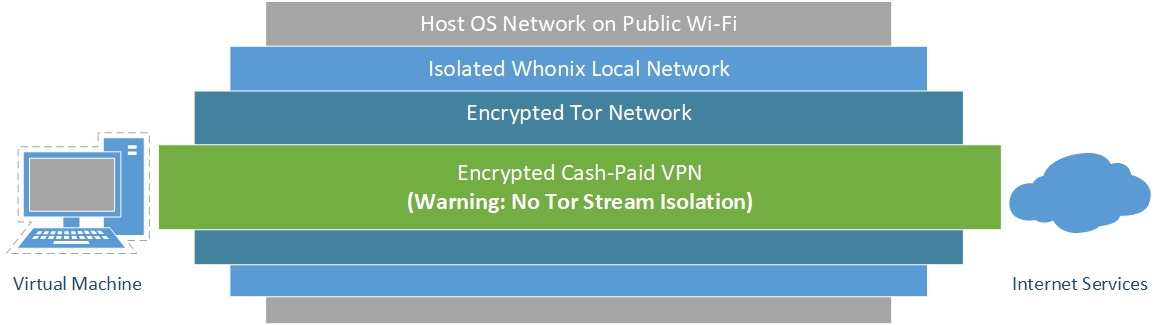 Host OS Network on Public Wi-Fi
Isolated Whonix Local Network
Encrypted Tor Network
Encrypted Cash-Paid VPN
(Warning: No Tor Stream Isolation)
Virtual Machine
Internet Services